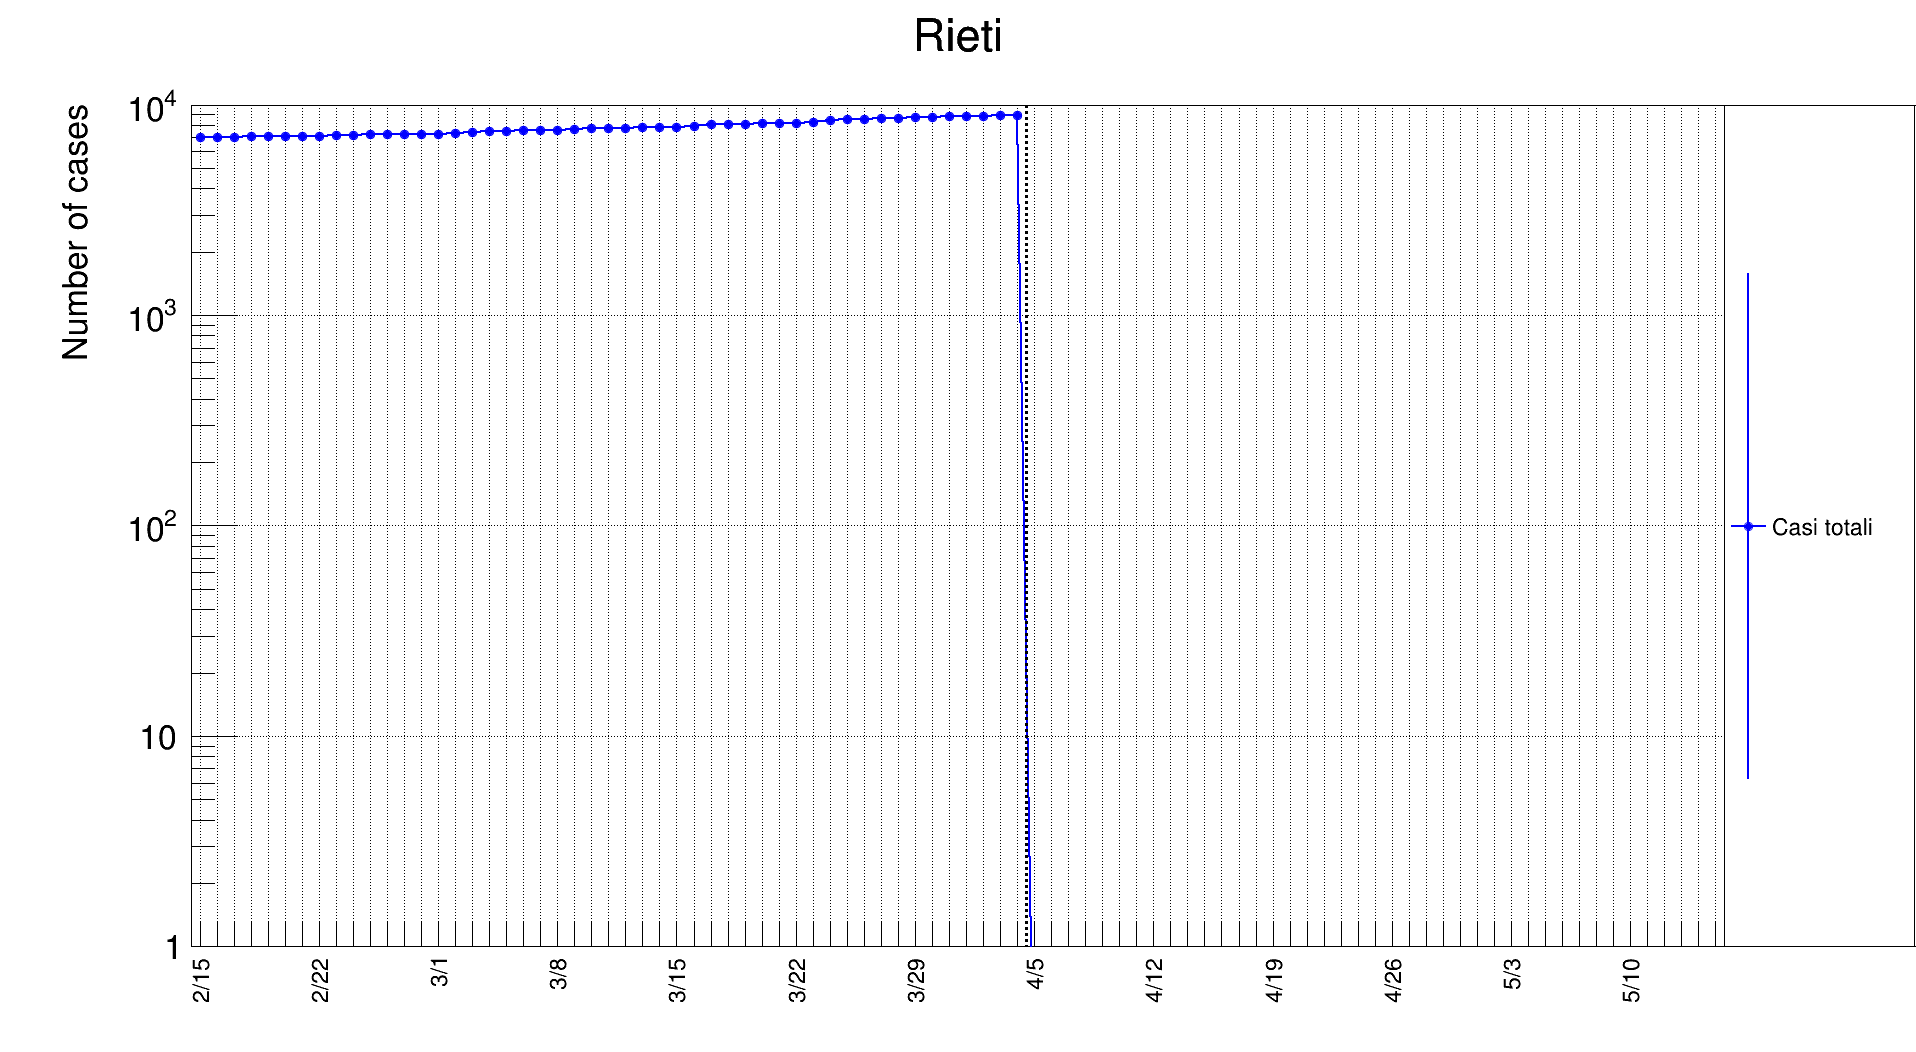 Rieti
Number of cases
10⁴
10³
10²
10
1
2/15 2/22 3/1 3/8 3/15 3/22 3/29 4/5 4/12 4/19 4/26 5/3 5/10
Casi totali